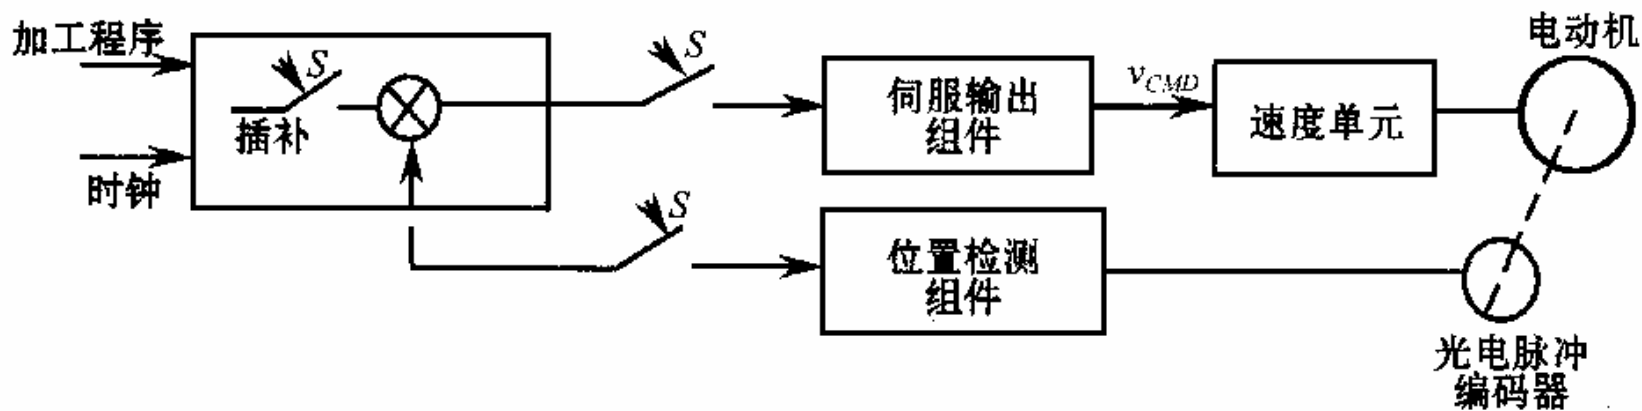 加工程序
S
插补
时钟
S
伺服输出
组件
vCMD
速度单元
电动机
S
位置检测
组件
光电脉冲
编码器